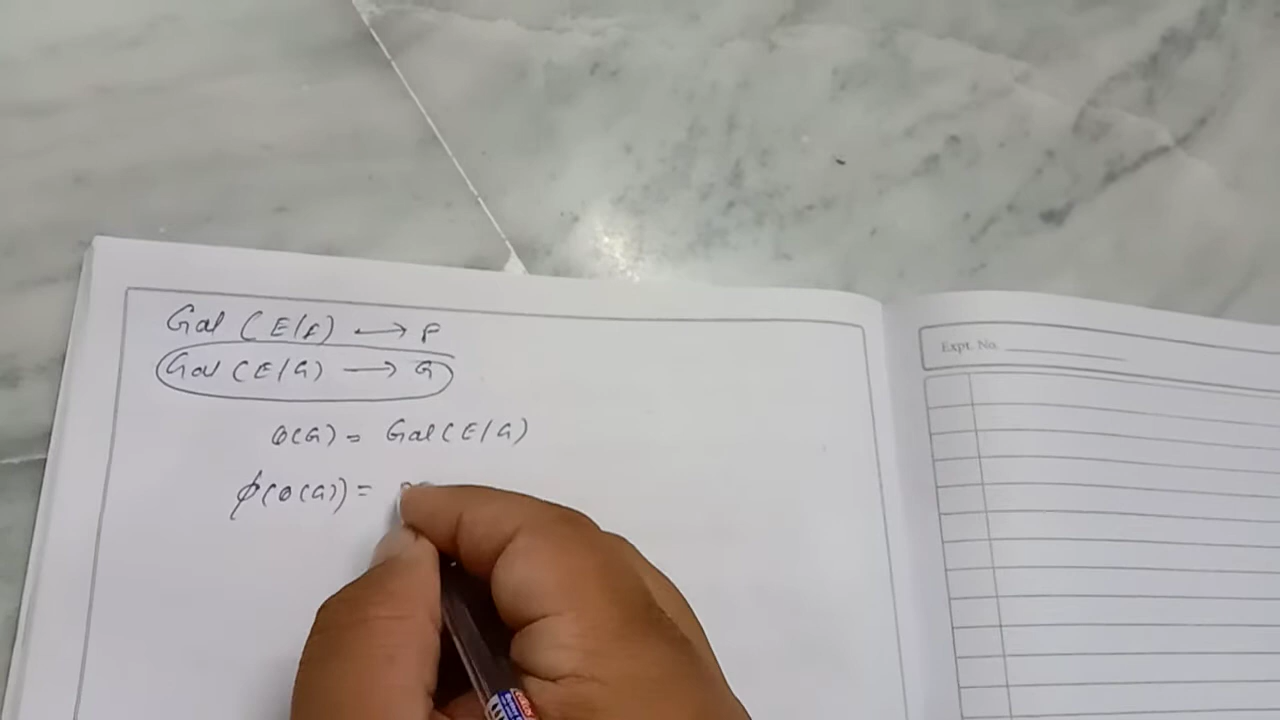 Gal (E/F) → F
Gal (E/G) → G
θ(G) = Gal(E/G)
φ(θ(G)) =
Expt. No.